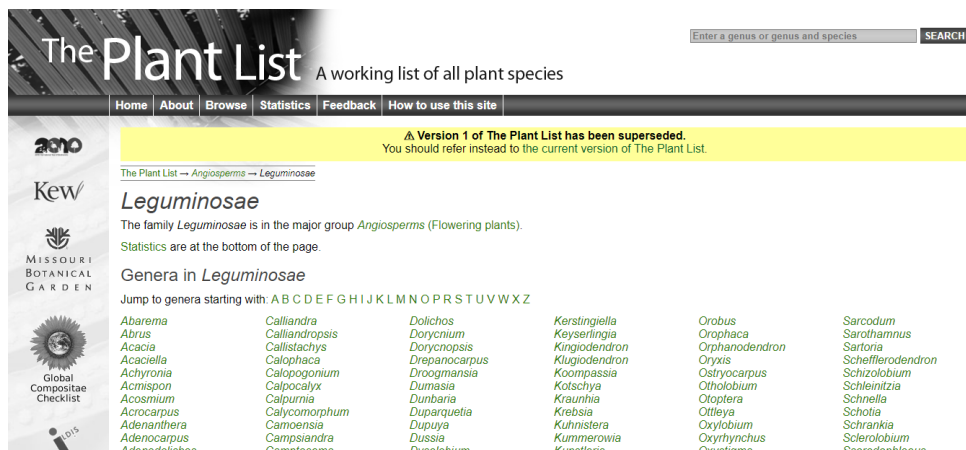 The Plant List A working list of all plant species
Enter a genus or genus and species SEARCH
Home About Browse Statistics Feedback How to use this site
2010
Kew
MISSOURI
BOTANICAL
GARDEN
Global
Compositae
Checklist
ILDIS
⚠ Version 1 of The Plant List has been superseded.
You should refer instead to the current version of The Plant List.
The Plant List → Angiosperms → Leguminosae
Leguminosae
The family Leguminosae is in the major group Angiosperms (Flowering plants).
Statistics are at the bottom of the page.
Genera in Leguminosae
Jump to genera starting with: A B C D E F G H I J K L M N O P R S T U V W X Z
Abarema Calliandra Dolichos Kerstingiella Orobus Sarcodum
Abrus Calliandropsis Dorycnium Keyserlingia Orophaca Sarothamnus
Acacia Callistachys Dorycnopsis Kingiodendron Orphanodendron Sartoria
Acaciella Calophaca Drepanocarpus Klugiodendron Oryxis Schefflerodendron
Achyronia Calopogonium Droogmansia Koompassia Ostryocarpus Schizolobium
Acmispon Calpocalyx Dumasia Kotschya Otholobium Schleinitzia
Acosmium Calpurnia Dunbaria Kraunhia Otoptera Schnella
Acrocarpus Calycomorphum Duparquetia Krebsia Ottleya Schotia
Adenanthera Camoensia Dupuya Kuhnistera Oxylobium Schrankia
Adenocarpus Campsiandra Dussia Kummerowia Oxyrhynchus Sclerolobium